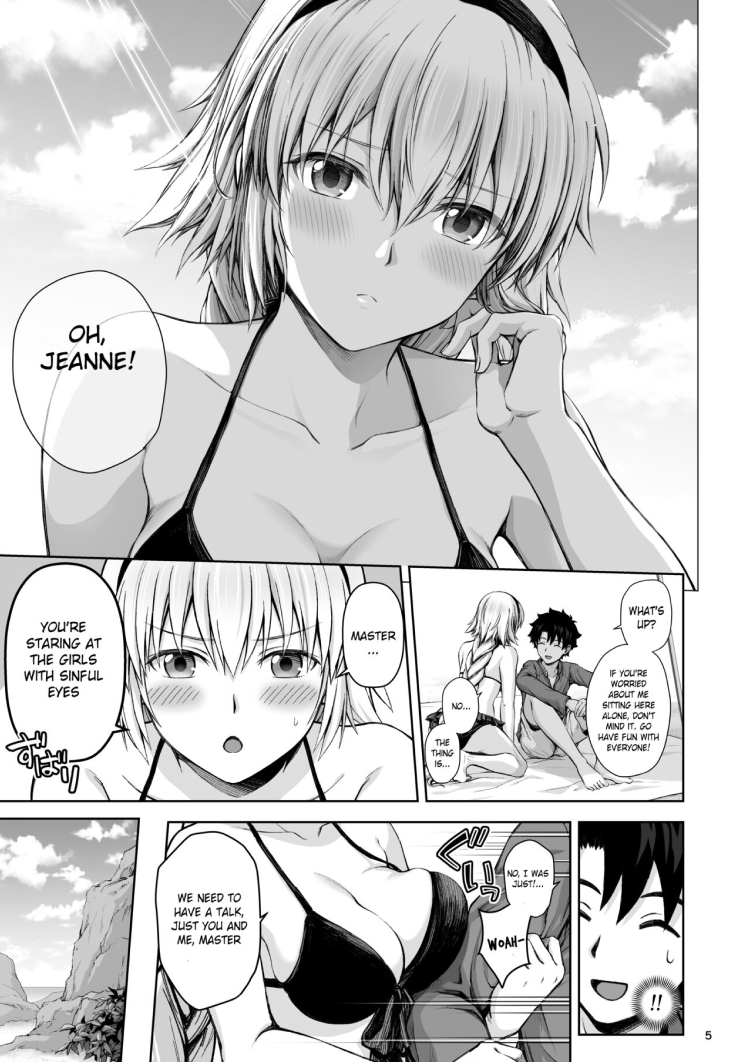 OH,
JEANNE!
WHAT'S
UP?
IF YOU'RE
WORRIED
ABOUT ME
SITTING HERE
ALONE, DON'T
MIND IT. GO
HAVE FUN WITH
EVERYONE!
NO...
THE
THING
IS...
MASTER
...
YOU'RE
STARING AT
THE GIRLS
WITH SINFUL
EYES
ずばり
!!
NO, I WAS
JUST!...
WOAH-
ぐいっ
WE NEED TO
HAVE A TALK,
JUST YOU AND
ME, MASTER
5